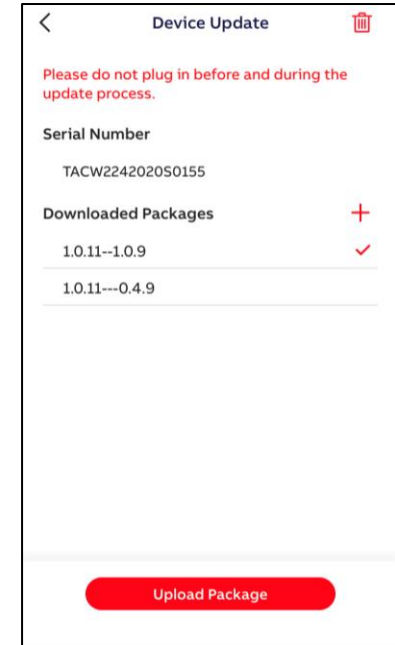 Device Update
Please do not plug in before and during the
update process.
Serial Number
TACW2242020S0155
Downloaded Packages
1.0.11--1.0.9
1.0.11---0.4.9
Upload Package